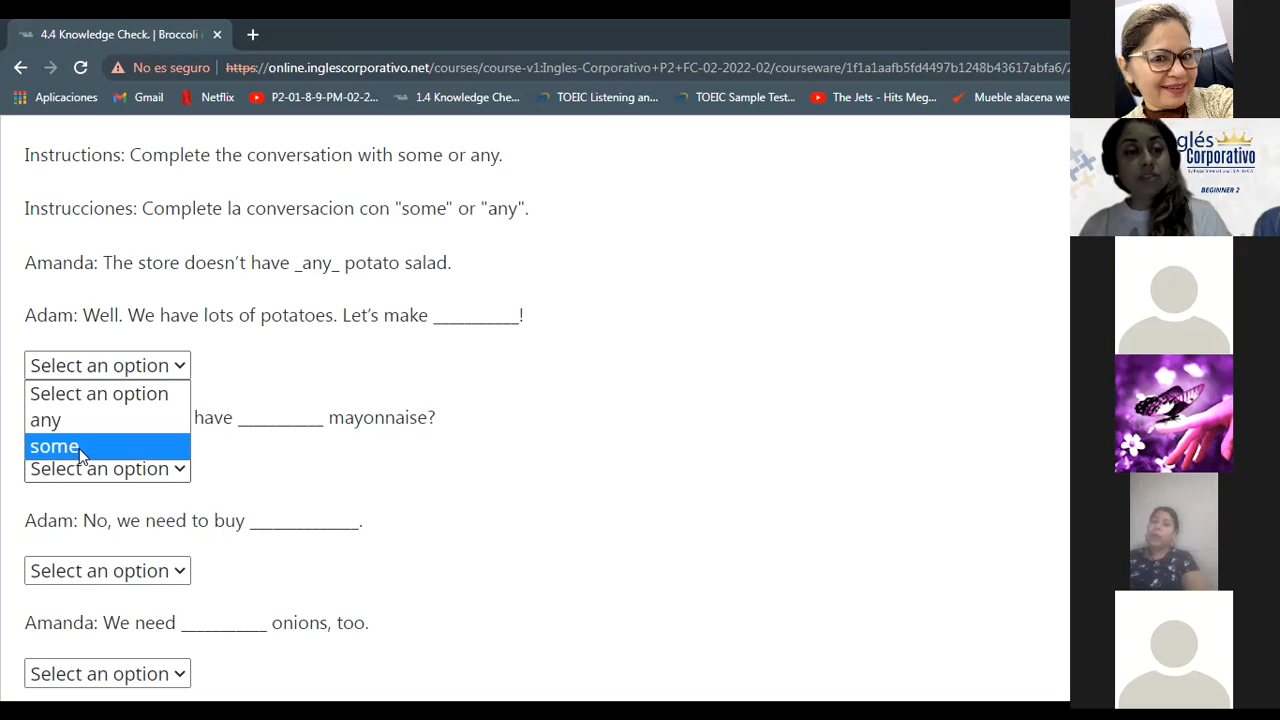 4.4 Knowledge Check. | Broccoli i
No es seguro
https://online.inglescorporativo.net/cou
urse-v1:Ingles-Corporativo+P2+FC-02-2022-02/courseware/1f1a1aafb5fd4497b1248b43617abfa6/2
Aplicaciones
Gmail
Netflix
P2-01-8-9-PM-02-2...
1.4 Knowledge Che...
TOEIC Listening an...
TOEIC Sample Test...
The Jets - Hits Meg...
Mueble alacena we
Instructions: Complete the conversation with some or any.
Instrucciones: Complete la conversacion con "some" or "any".
Amanda: The store doesn’t have _any_ potato salad.
Adam: Well. We have lots of potatoes. Let’s make ___________!
Select an option
Select an option
any
have ___________ mayonnaise?
some
Select an option
Adam: No, we need to buy ______________.
Select an option
Amanda: We need ___________ onions, too.
Select an option
nglés
Corporativo
BEGINNER 2